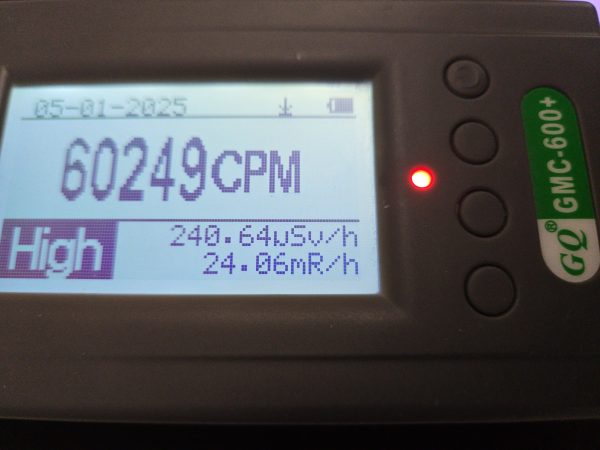 05-01-2025
60249CPM
High
240.64uSv/h
24.06mR/h
GQ® GMC-600+